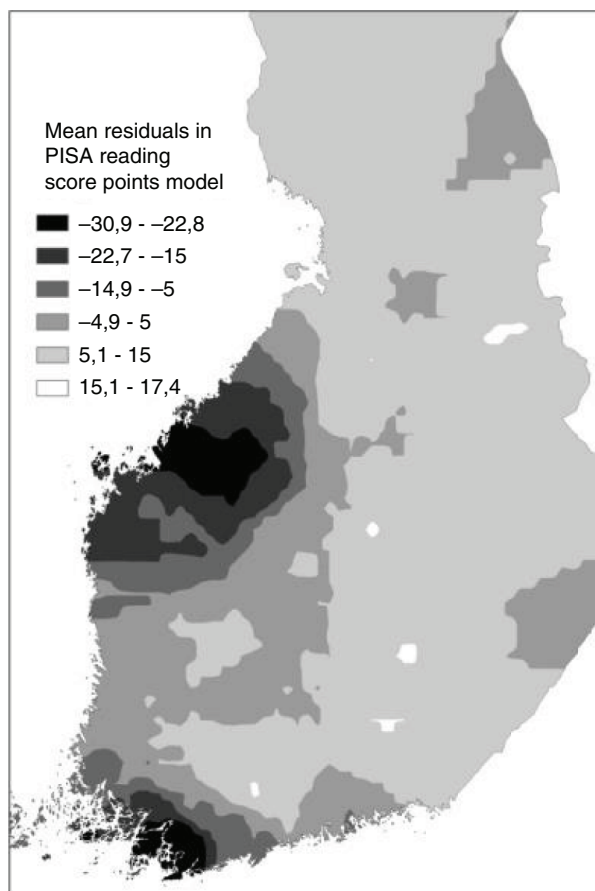 Mean residuals in
PISA reading
score points model
–30,9 - –22,8
–22,7 - –15
–14,9 - –5
–4,9 - 5
5,1 - 15
15,1 - 17,4